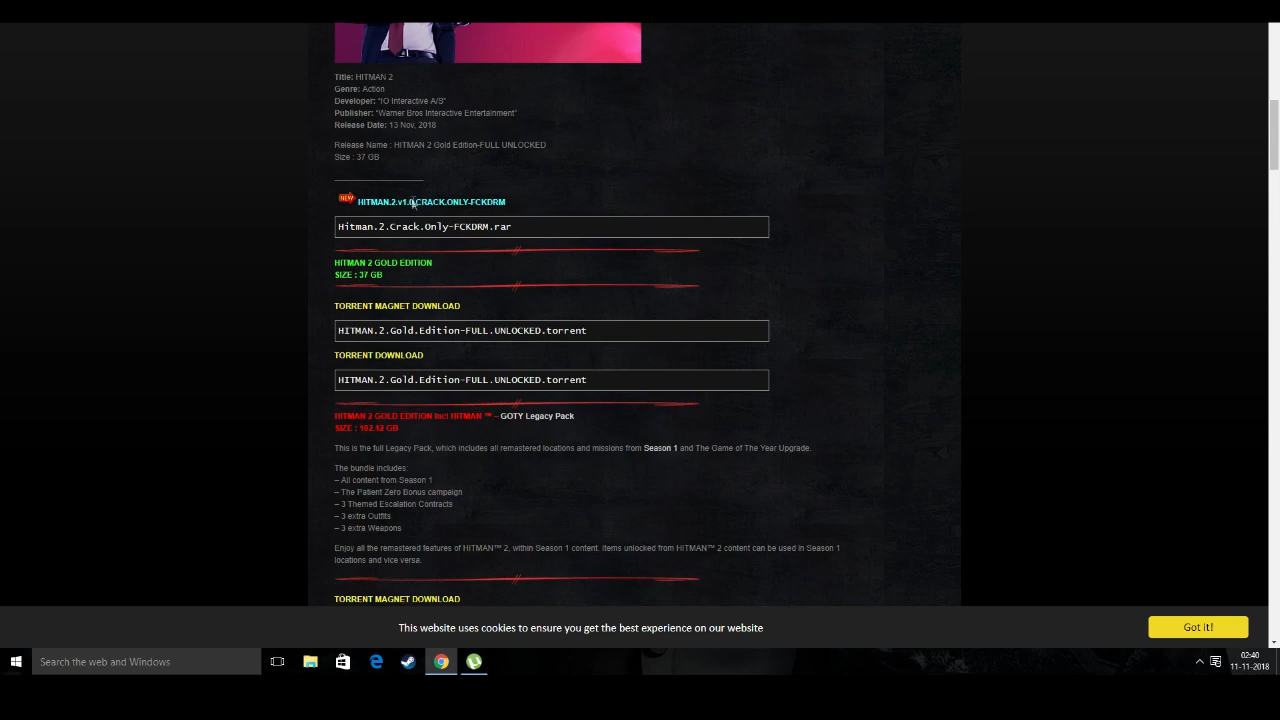 Title: HITMAN 2
Genre: Action
Developer: "IO Interactive A/S"
Publisher: "Warner Bros Interactive Entertainment"
Release Date: 13 Nov, 2018
Release Name : HITMAN 2 Gold Edition-FULL UNLOCKED
Size : 37 GB
NEW HITMAN.2.v1.0.CRACK.ONLY-FCKDRM
Hitman.2.Crack.Only-FCKDRM.rar
HITMAN 2 GOLD EDITION
SIZE : 37 GB
TORRENT MAGNET DOWNLOAD
HITMAN.2.Gold.Edition-FULL.UNLOCKED.torrent
TORRENT DOWNLOAD
HITMAN.2.Gold.Edition-FULL.UNLOCKED.torrent
HITMAN 2 GOLD EDITION Incl HITMAN ™ – GOTY Legacy Pack
SIZE : 102.12 GB
This is the full Legacy Pack, which includes all remastered locations and missions from Season 1 and The Game of The Year Upgrade.
The bundle includes:
– All content from Season 1
– The Patient Zero Bonus campaign
– 3 Themed Escalation Contracts
– 3 extra Outfits
– 3 extra Weapons
Enjoy all the remastered features of HITMAN™ 2, within Season 1 content. Items unlocked from HITMAN™ 2 content can be used in Season 1
locations and vice versa.
TORRENT MAGNET DOWNLOAD
This website uses cookies to ensure you get the best experience on our website
Got it!
Search the web and Windows
02:40
11-11-2018